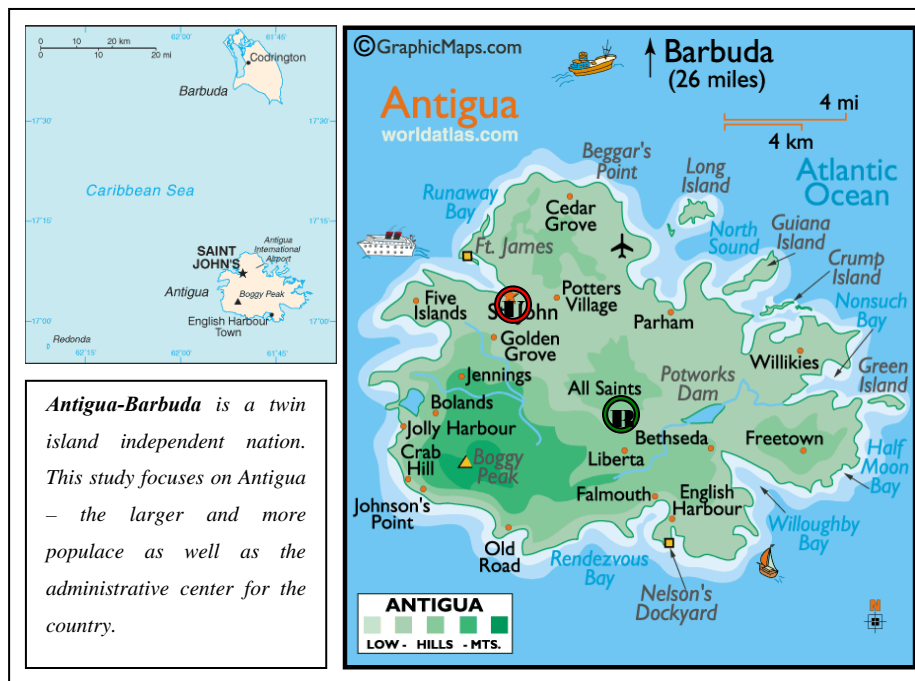 0 10 20 km
0 10 20 mi
62°00'
61°45'
Codrington
Barbuda
17°30'
17°30'
Caribbean Sea
17°15'
17°15'
SAINT
JOHN'S
Antigua
International
Airport
Antigua
Boggy Peak
English Harbour
Town
17°00'
17°00'
Redonda
62°15'
62°00'
61°45'
Antigua-Barbuda is a twin
island independent nation.
This study focuses on Antigua
– the larger and more
populace as well as the
administrative center for the
country.
©GraphicMaps.com
Barbuda
(26 miles)
Antigua
worldatlas.com
4 mi
4 km
Beggar's
Point
Long
Island
Atlantic
Ocean
Runaway
Bay
Cedar
Grove
North
Sound
Guiana
Island
Ft. James
Crump
Island
Nonsuch
Bay
Five
Islands
U
Potters
Village
Parham
Golden
Grove
Willikies
Green
Island
Jennings
All Saints
Potworks
Dam
Bolands
R
Jolly Harbour
Bethseda
Freetown
Crab
Hill
Boggy
Peak
Liberta
Half
Moon
Bay
Johnson's
Point
Falmouth
English
Harbour
Willoughby
Bay
Old
Road
Rendezvous
Bay
Nelson's
Dockyard
ANTIGUA
LOW - HILLS - MTS.
N